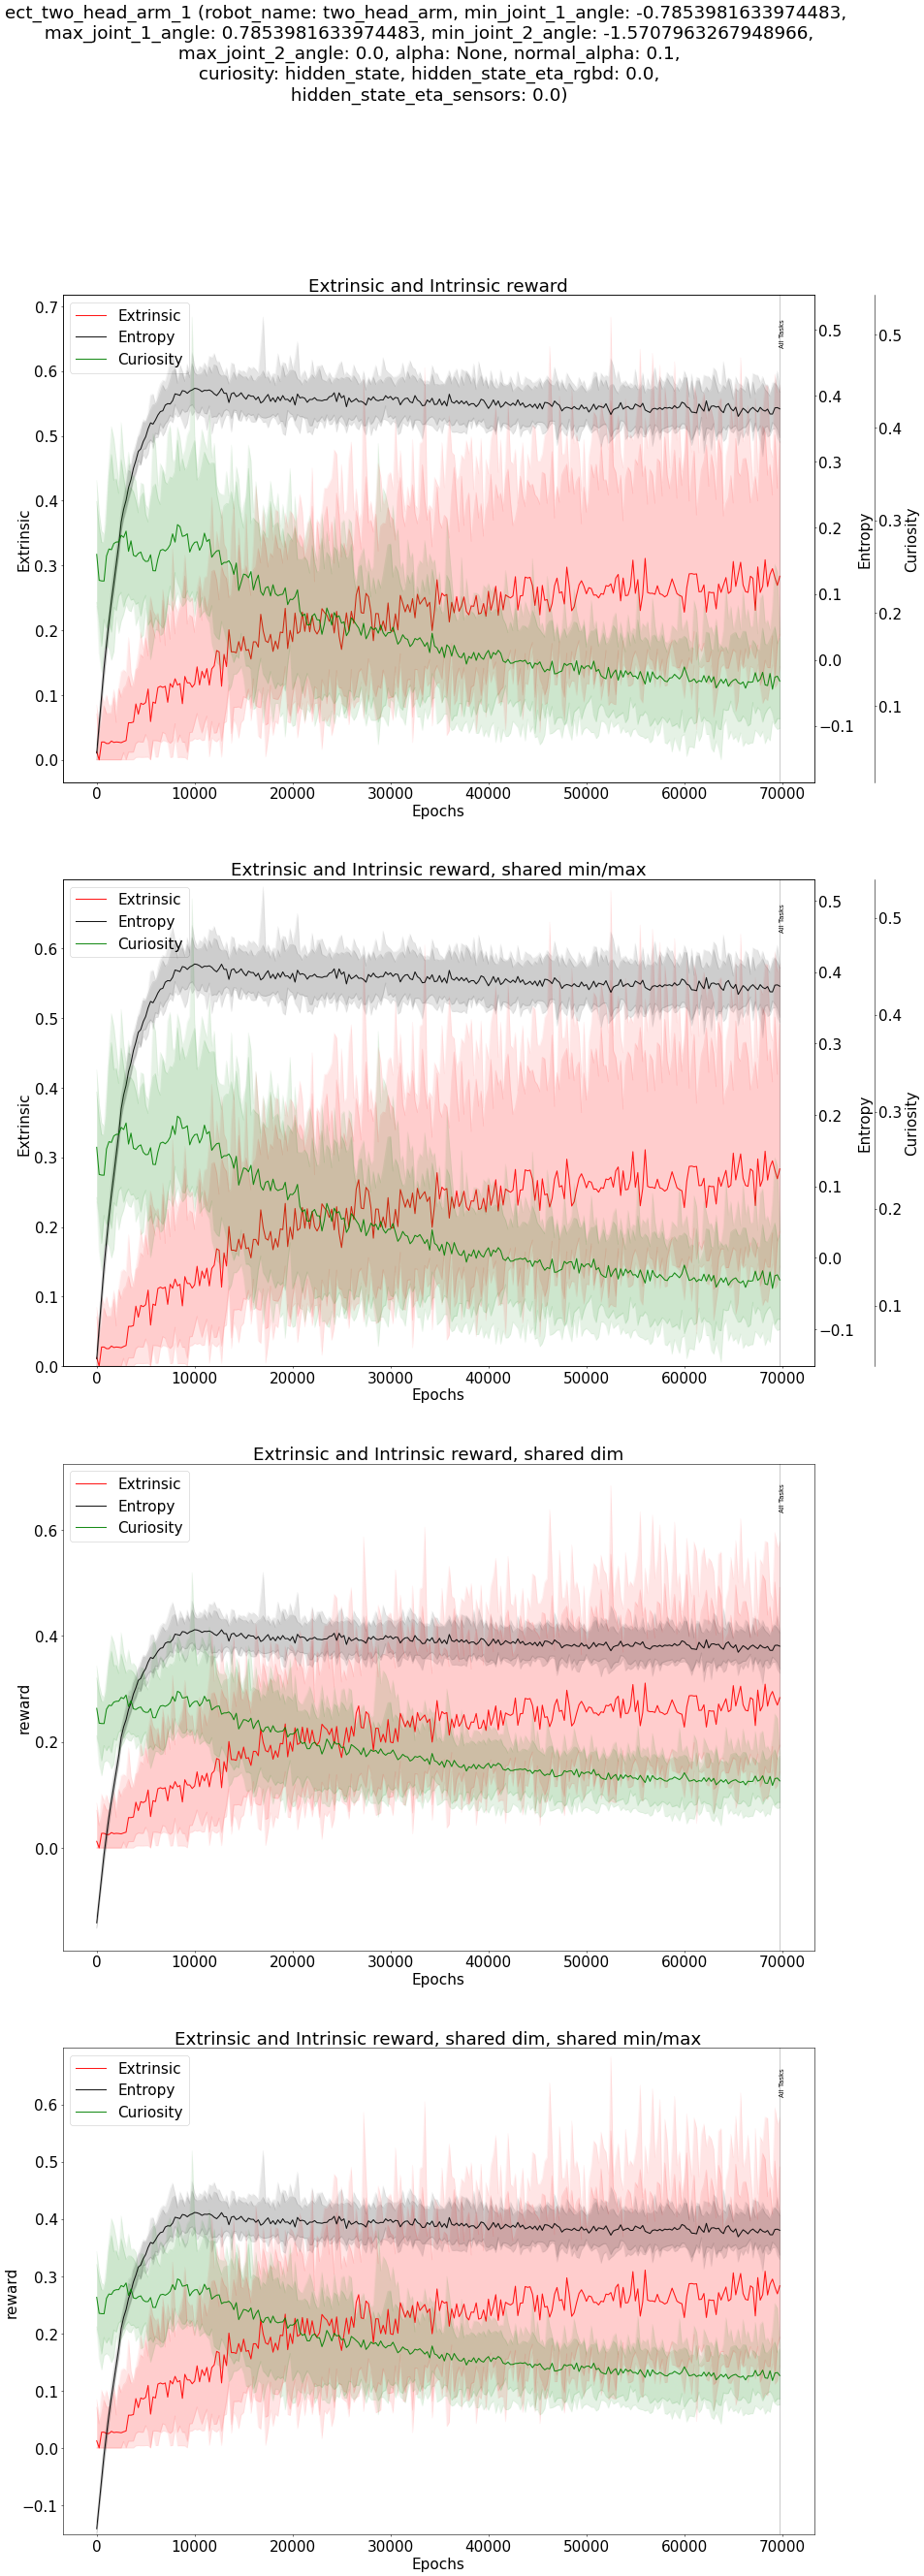 ect_two_head_arm_1 (robot_name: two_head_arm, min_joint_1_angle: -0.7853981633974483,
max_joint_1_angle: 0.7853981633974483, min_joint_2_angle: -1.5707963267948966,
max_joint_2_angle: 0.0, alpha: None, normal_alpha: 0.1,
curiosity: hidden_state, hidden_state_eta_rgbd: 0.0,
hidden_state_eta_sensors: 0.0)
Extrinsic and Intrinsic reward
Extrinsic
Entropy
Curiosity
All Tasks
0.7
0.6
0.5
0.4
0.3
0.2
0.1
0.0
Extrinsic
0.5
0.4
0.3
0.2
0.1
0.0
−0.1
Entropy
0.5
0.4
0.3
0.2
0.1
Curiosity
0 10000 20000 30000 40000 50000 60000 70000
Epochs
Extrinsic and Intrinsic reward, shared min/max
Extrinsic
Entropy
Curiosity
All Tasks
0.6
0.5
0.4
0.3
0.2
0.1
0.0
Extrinsic
0.5
0.4
0.3
0.2
0.1
0.0
−0.1
Entropy
0.5
0.4
0.3
0.2
0.1
Curiosity
0 10000 20000 30000 40000 50000 60000 70000
Epochs
Extrinsic and Intrinsic reward, shared dim
Extrinsic
Entropy
Curiosity
All Tasks
0.6
0.4
0.2
0.0
reward
0 10000 20000 30000 40000 50000 60000 70000
Epochs
Extrinsic and Intrinsic reward, shared dim, shared min/max
Extrinsic
Entropy
Curiosity
All Tasks
0.6
0.5
0.4
0.3
0.2
0.1
0.0
−0.1
reward
0 10000 20000 30000 40000 50000 60000 70000
Epochs